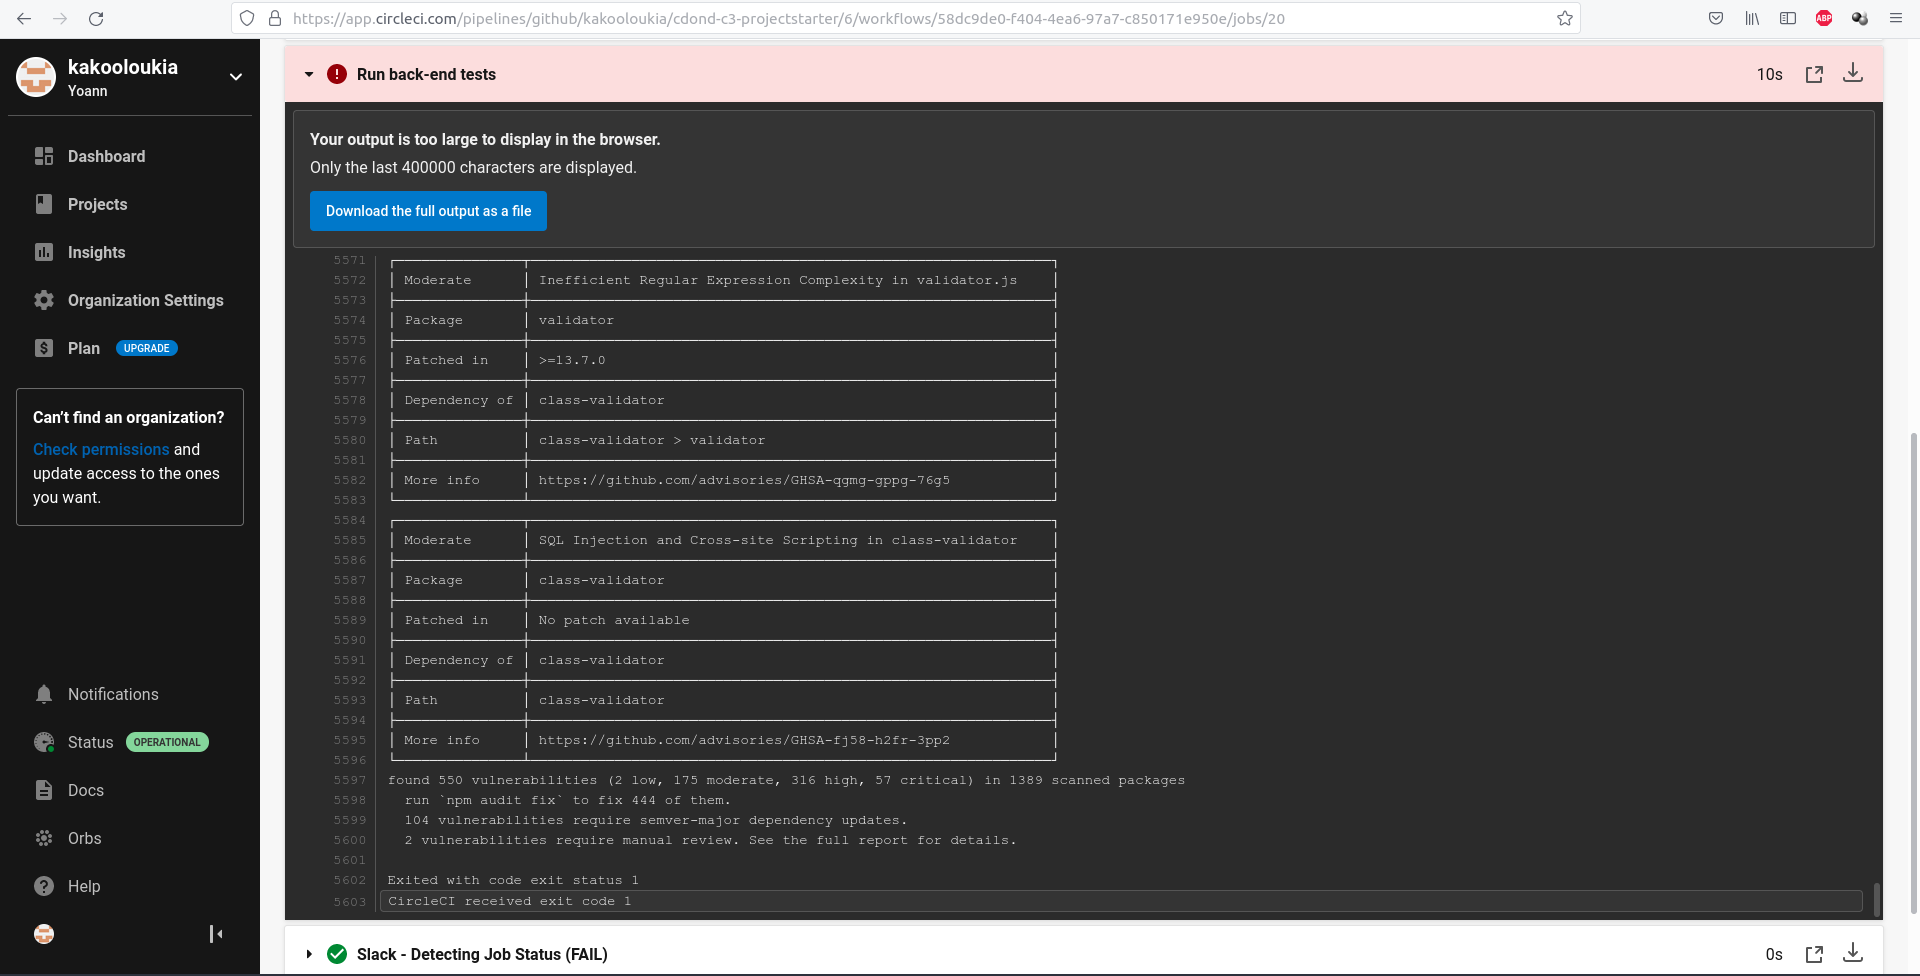 https://app.circleci.com/pipelines/github/kakooloukia/cdond-c3-projectstarter/6/workflows/58dc9de0-f404-4ea6-97a7-c850171e950e/jobs/20
ABP
kakooloukia
Yoann
Dashboard
Projects
Insights
Organization Settings
Plan UPGRADE
Can't find an organization?
Check permissions and
update access to the ones
you want.
Notifications
Status OPERATIONAL
Docs
Orbs
Help
Run back-end tests 10s
Your output is too large to display in the browser.
Only the last 400000 characters are displayed.
Download the full output as a file
5571
5572 Moderate Inefficient Regular Expression Complexity in validator.js
5573
5574 Package validator
5575
5576 Patched in >=13.7.0
5577
5578 Dependency of class-validator
5579
5580 Path class-validator > validator
5581
5582 More info https://github.com/advisories/GHSA-qgmg-gppg-76g5
5583
5584
5585 Moderate SQL Injection and Cross-site Scripting in class-validator
5586
5587 Package class-validator
5588
5589 Patched in No patch available
5590
5591 Dependency of class-validator
5592
5593 Path class-validator
5594
5595 More info https://github.com/advisories/GHSA-fj58-h2fr-3pp2
5596
5597 found 550 vulnerabilities (2 low, 175 moderate, 316 high, 57 critical) in 1389 scanned packages
5598 run `npm audit fix` to fix 444 of them.
5599 104 vulnerabilities require semver-major dependency updates.
5600 2 vulnerabilities require manual review. See the full report for details.
5601
5602 Exited with code exit status 1
5603 CircleCI received exit code 1
Slack - Detecting Job Status (FAIL) 0s